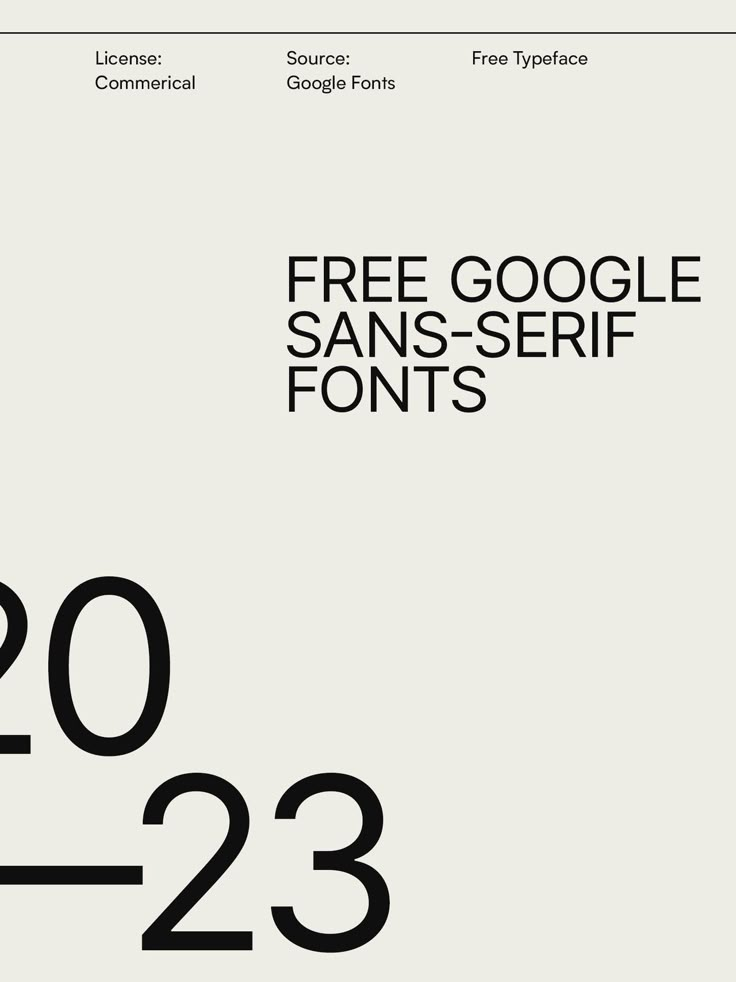 License:
Commerical
Source:
Google Fonts
Free Typeface
FREE GOOGLE
SANS-SERIF
FONTS
20
—23